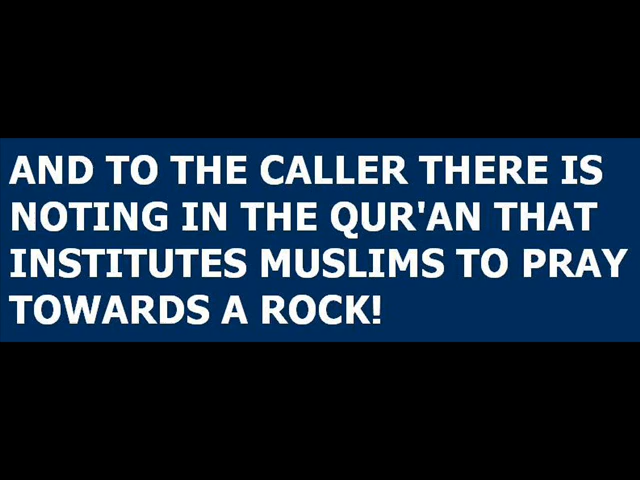 AND TO THE CALLER THERE IS
NOTING IN THE QUR'AN THAT
INSTITUTES MUSLIMS TO PRAY
TOWARDS A ROCK!